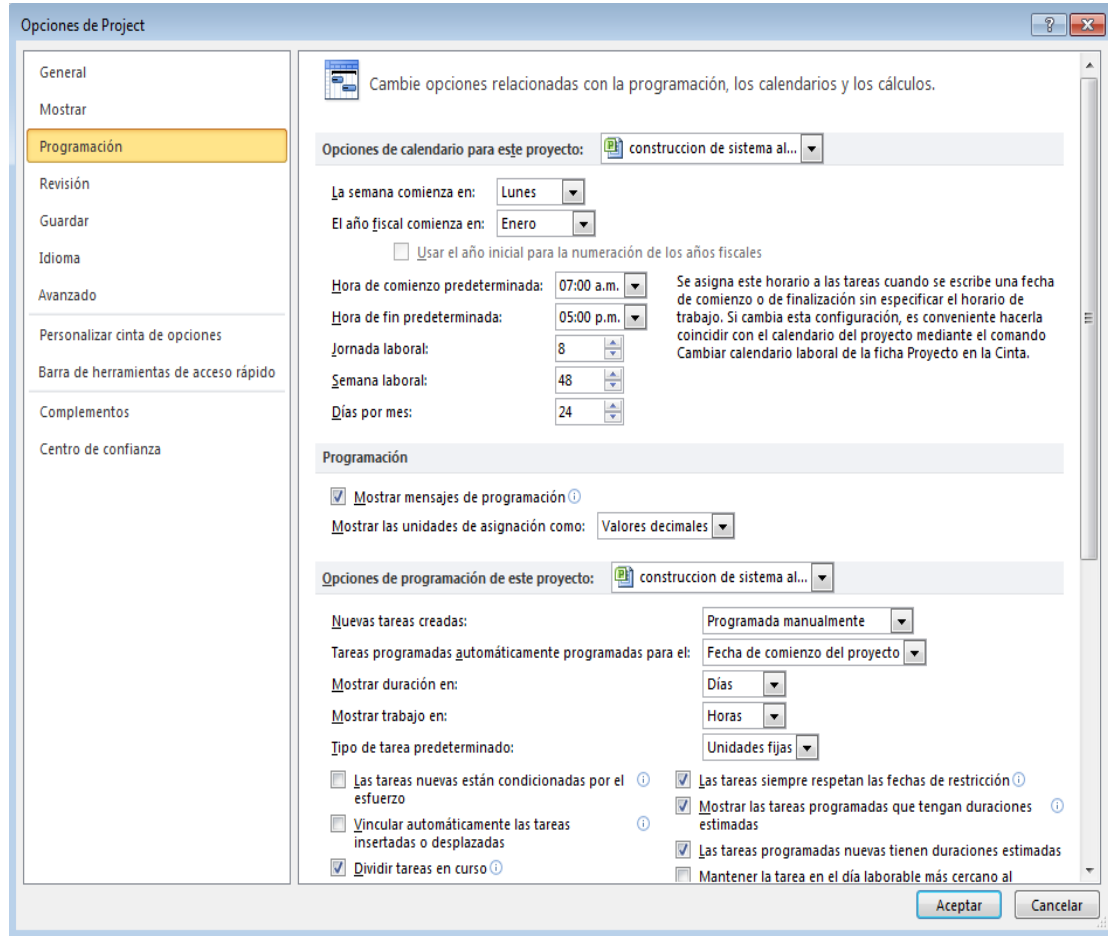 Opciones de Project
General
Mostrar
Programación
Revisión
Guardar
Idioma
Avanzado
Personalizar cinta de opciones
Barra de herramientas de acceso rápido
Complementos
Centro de confianza
Cambie opciones relacionadas con la programación, los calendarios y los cálculos.
Opciones de calendario para este proyecto: construccion de sistema al...
La semana comienza en: Lunes
El año fiscal comienza en: Enero
Usar el año inicial para la numeración de los años fiscales
Hora de comienzo predeterminada: 07:00 a.m.
Hora de fin predeterminada: 05:00 p.m.
Jornada laboral: 8
Semana laboral: 48
Días por mes: 24
Se asigna este horario a las tareas cuando se escribe una fecha
de comienzo o de finalización sin especificar el horario de
trabajo. Si cambia esta configuración, es conveniente hacerla
coincidir con el calendario del proyecto mediante el comando
Cambiar calendario laboral de la ficha Proyecto en la Cinta.
Programación
Mostrar mensajes de programación
Mostrar las unidades de asignación como: Valores decimales
Opciones de programación de este proyecto: construccion de sistema al...
Nuevas tareas creadas: Programada manualmente
Tareas programadas automáticamente programadas para el: Fecha de comienzo del proyecto
Mostrar duración en: Días
Mostrar trabajo en: Horas
Tipo de tarea predeterminado: Unidades fijas
Las tareas nuevas están condicionadas por el
esfuerzo
Vincular automáticamente las tareas
insertadas o desplazadas
Dividir tareas en curso
Las tareas siempre respetan las fechas de restricción
Mostrar las tareas programadas que tengan duraciones
estimadas
Las tareas programadas nuevas tienen duraciones estimadas
Mantener la tarea en el día laborable más cercano al
Aceptar
Cancelar